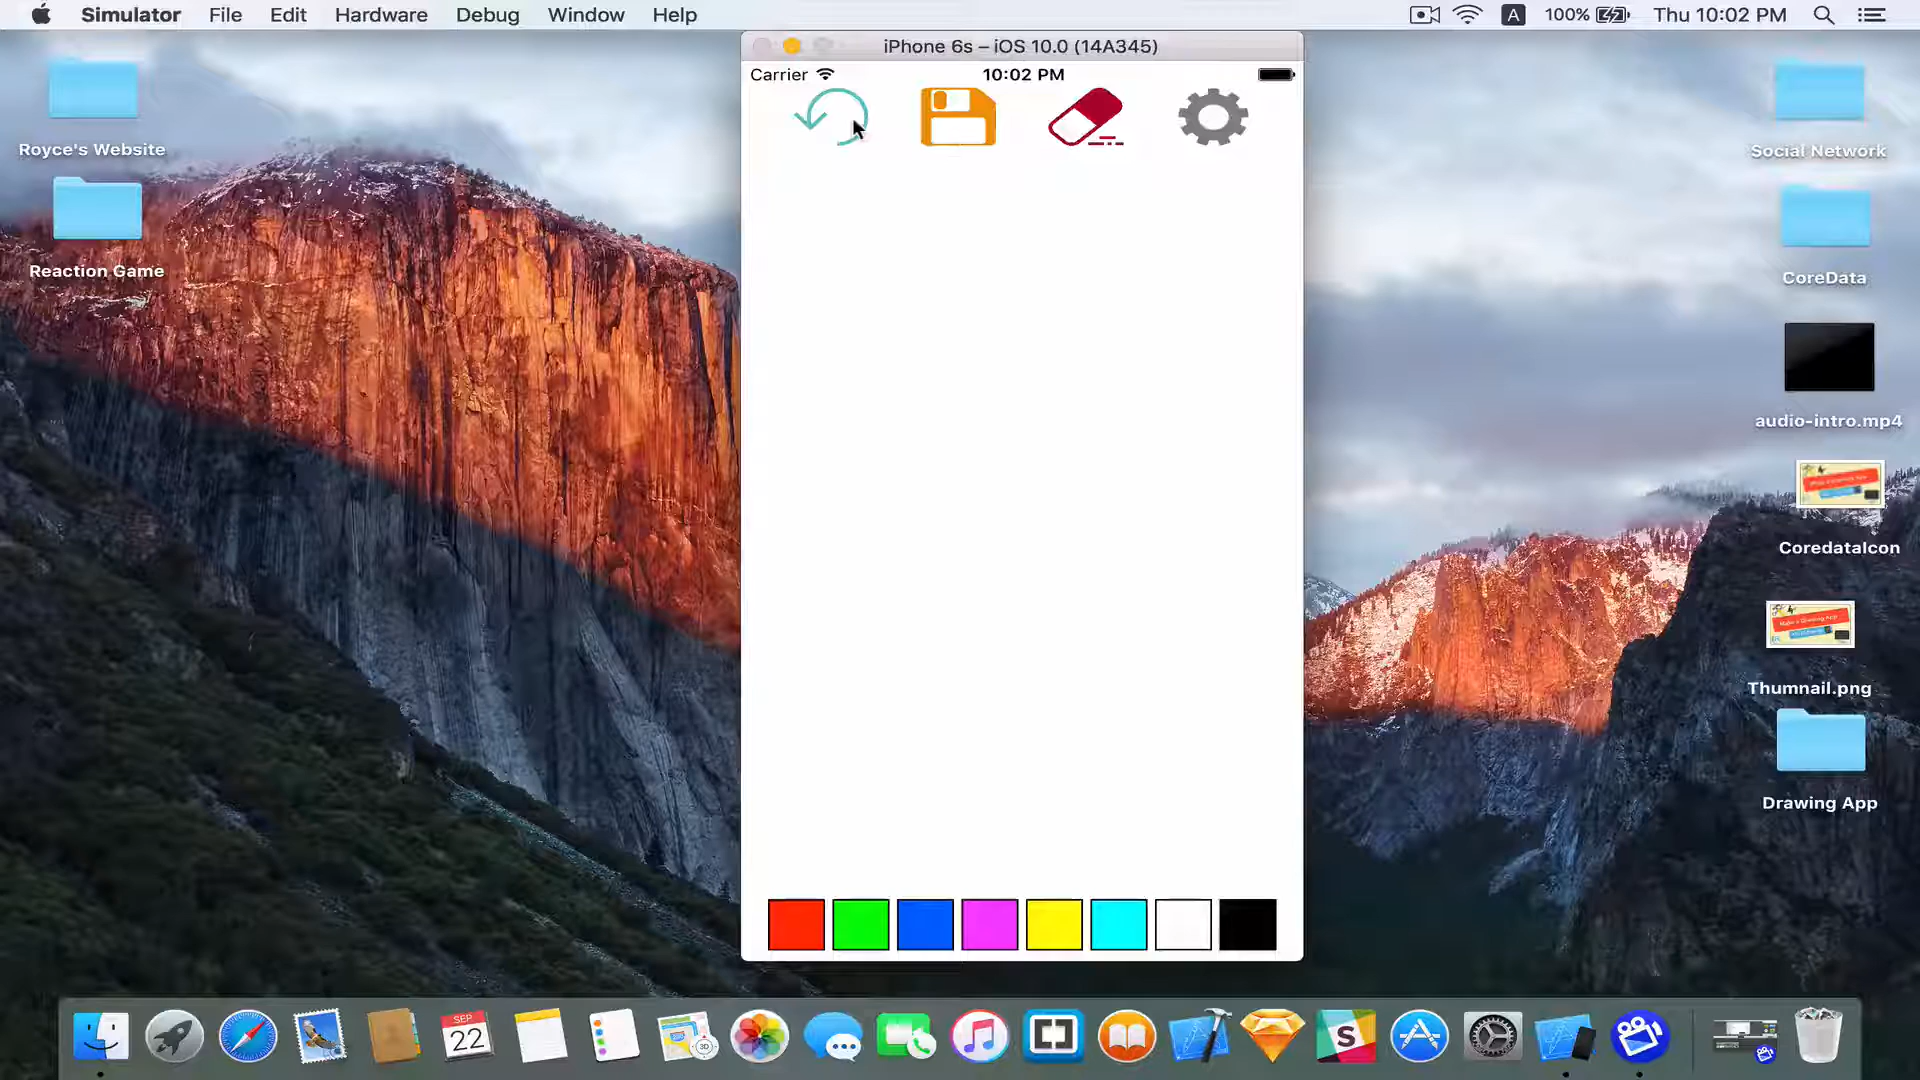 Simulator File Edit Hardware Debug Window Help
A 100% Thu 10:02 PM
iPhone 6s – iOS 10.0 (14A345)
Carrier 10:02 PM
Royce's Website
Reaction Game
Social Network
CoreData
audio-intro.mp4
CoredataIcon
Thumnail.png
Drawing App
SEP
22
3D
S